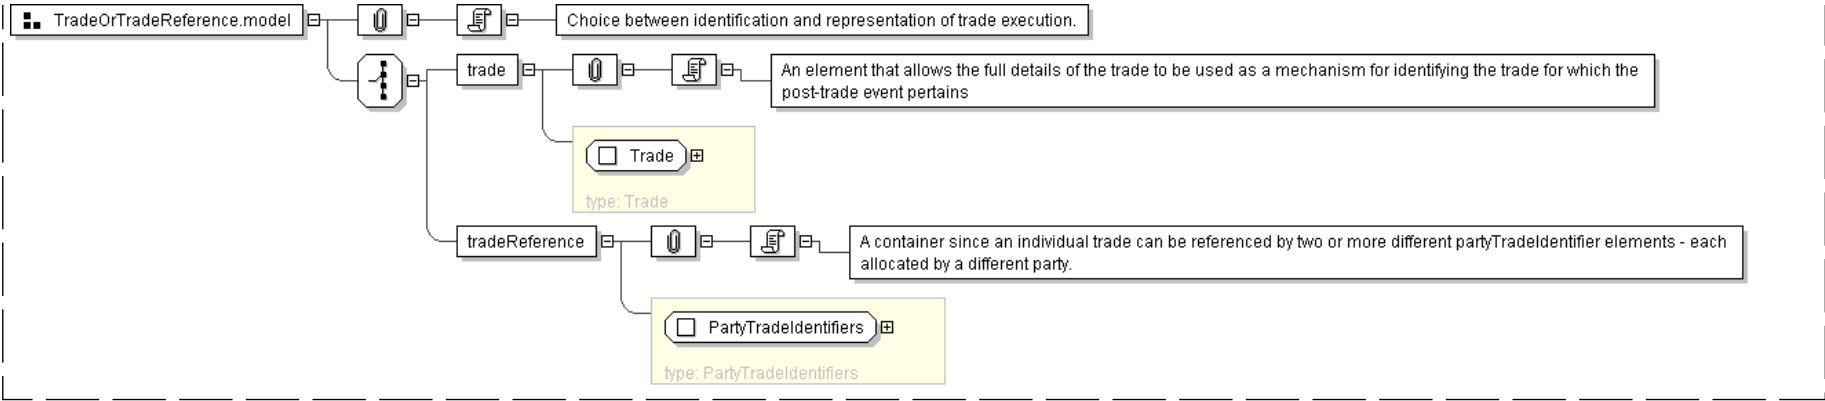 TradeOrTradeReference.model
Choice between identification and representation of trade execution.
trade
An element that allows the full details of the trade to be used as a mechanism for identifying the trade for which the
post-trade event pertains
Trade
type: Trade
tradeReference
A container since an individual trade can be referenced by two or more different partyTradeIdentifier elements - each
allocated by a different party.
PartyTradeIdentifiers
type: PartyTradeIdentifiers